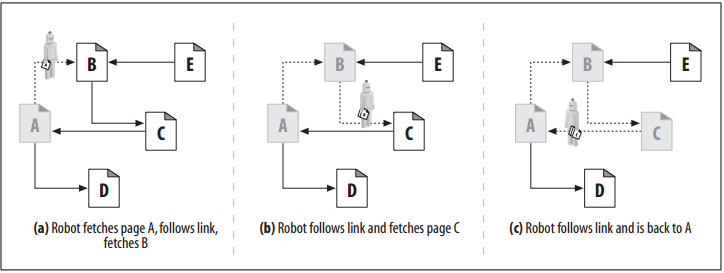 B
E
A
C
D
(a) Robot fetches page A, follows link,
fetches B
B
E
A
C
D
(b) Robot follows link and fetches page C
B
E
A
C
D
(c) Robot follows link and is back to A